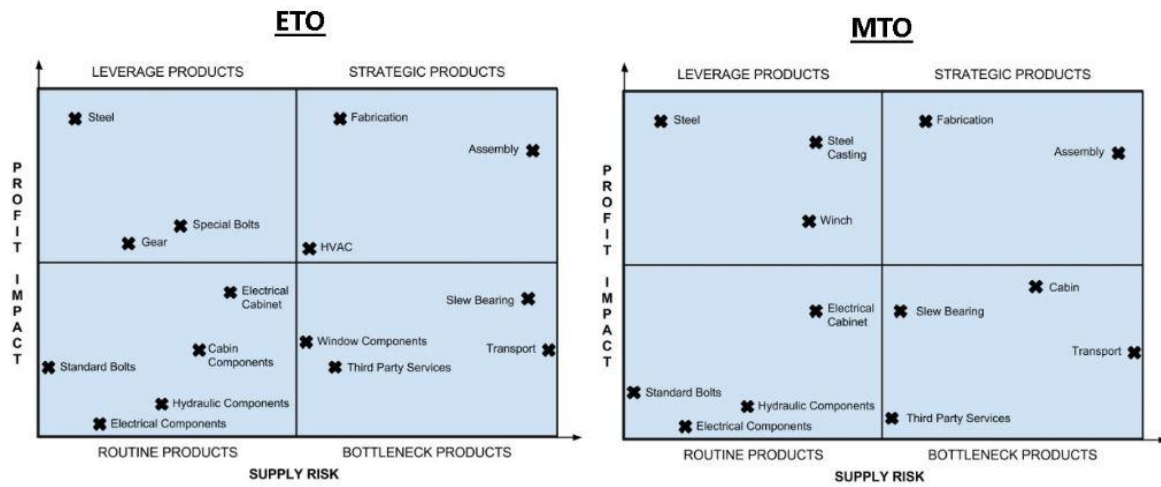 ETO
LEVERAGE PRODUCTS
STRATEGIC PRODUCTS
PROFIT IMPACT
Steel
Fabrication
Assembly
Special Bolts
Gear
HVAC
Electrical
Cabinet
Slew Bearing
Window Components
Cabin
Components
Transport
Standard Bolts
Third Party Services
Hydraulic Components
Electrical Components
ROUTINE PRODUCTS
BOTTLENECK PRODUCTS
SUPPLY RISK
MTO
LEVERAGE PRODUCTS
STRATEGIC PRODUCTS
PROFIT IMPACT
Steel
Fabrication
Steel
Casting
Assembly
Winch
Cabin
Electrical
Cabinet
Slew Bearing
Transport
Standard Bolts
Hydraulic Components
Third Party Services
Electrical Components
ROUTINE PRODUCTS
BOTTLENECK PRODUCTS
SUPPLY RISK